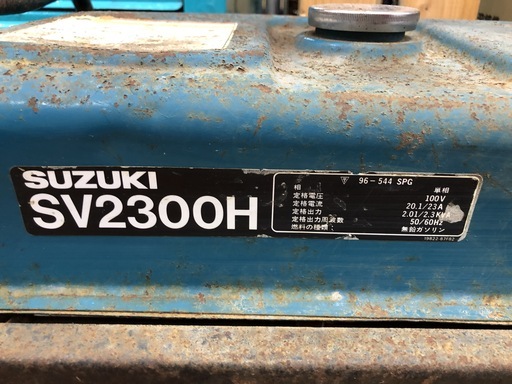 SUZUKI
SV2300H
▽ 96-544 SPG
相 単相
定格電圧 100V
定格電流 20.1/23A
定格出力 2.01/2.3KVA
定格出力周波数 50/60Hz
燃料の種類: 無鉛ガソリン